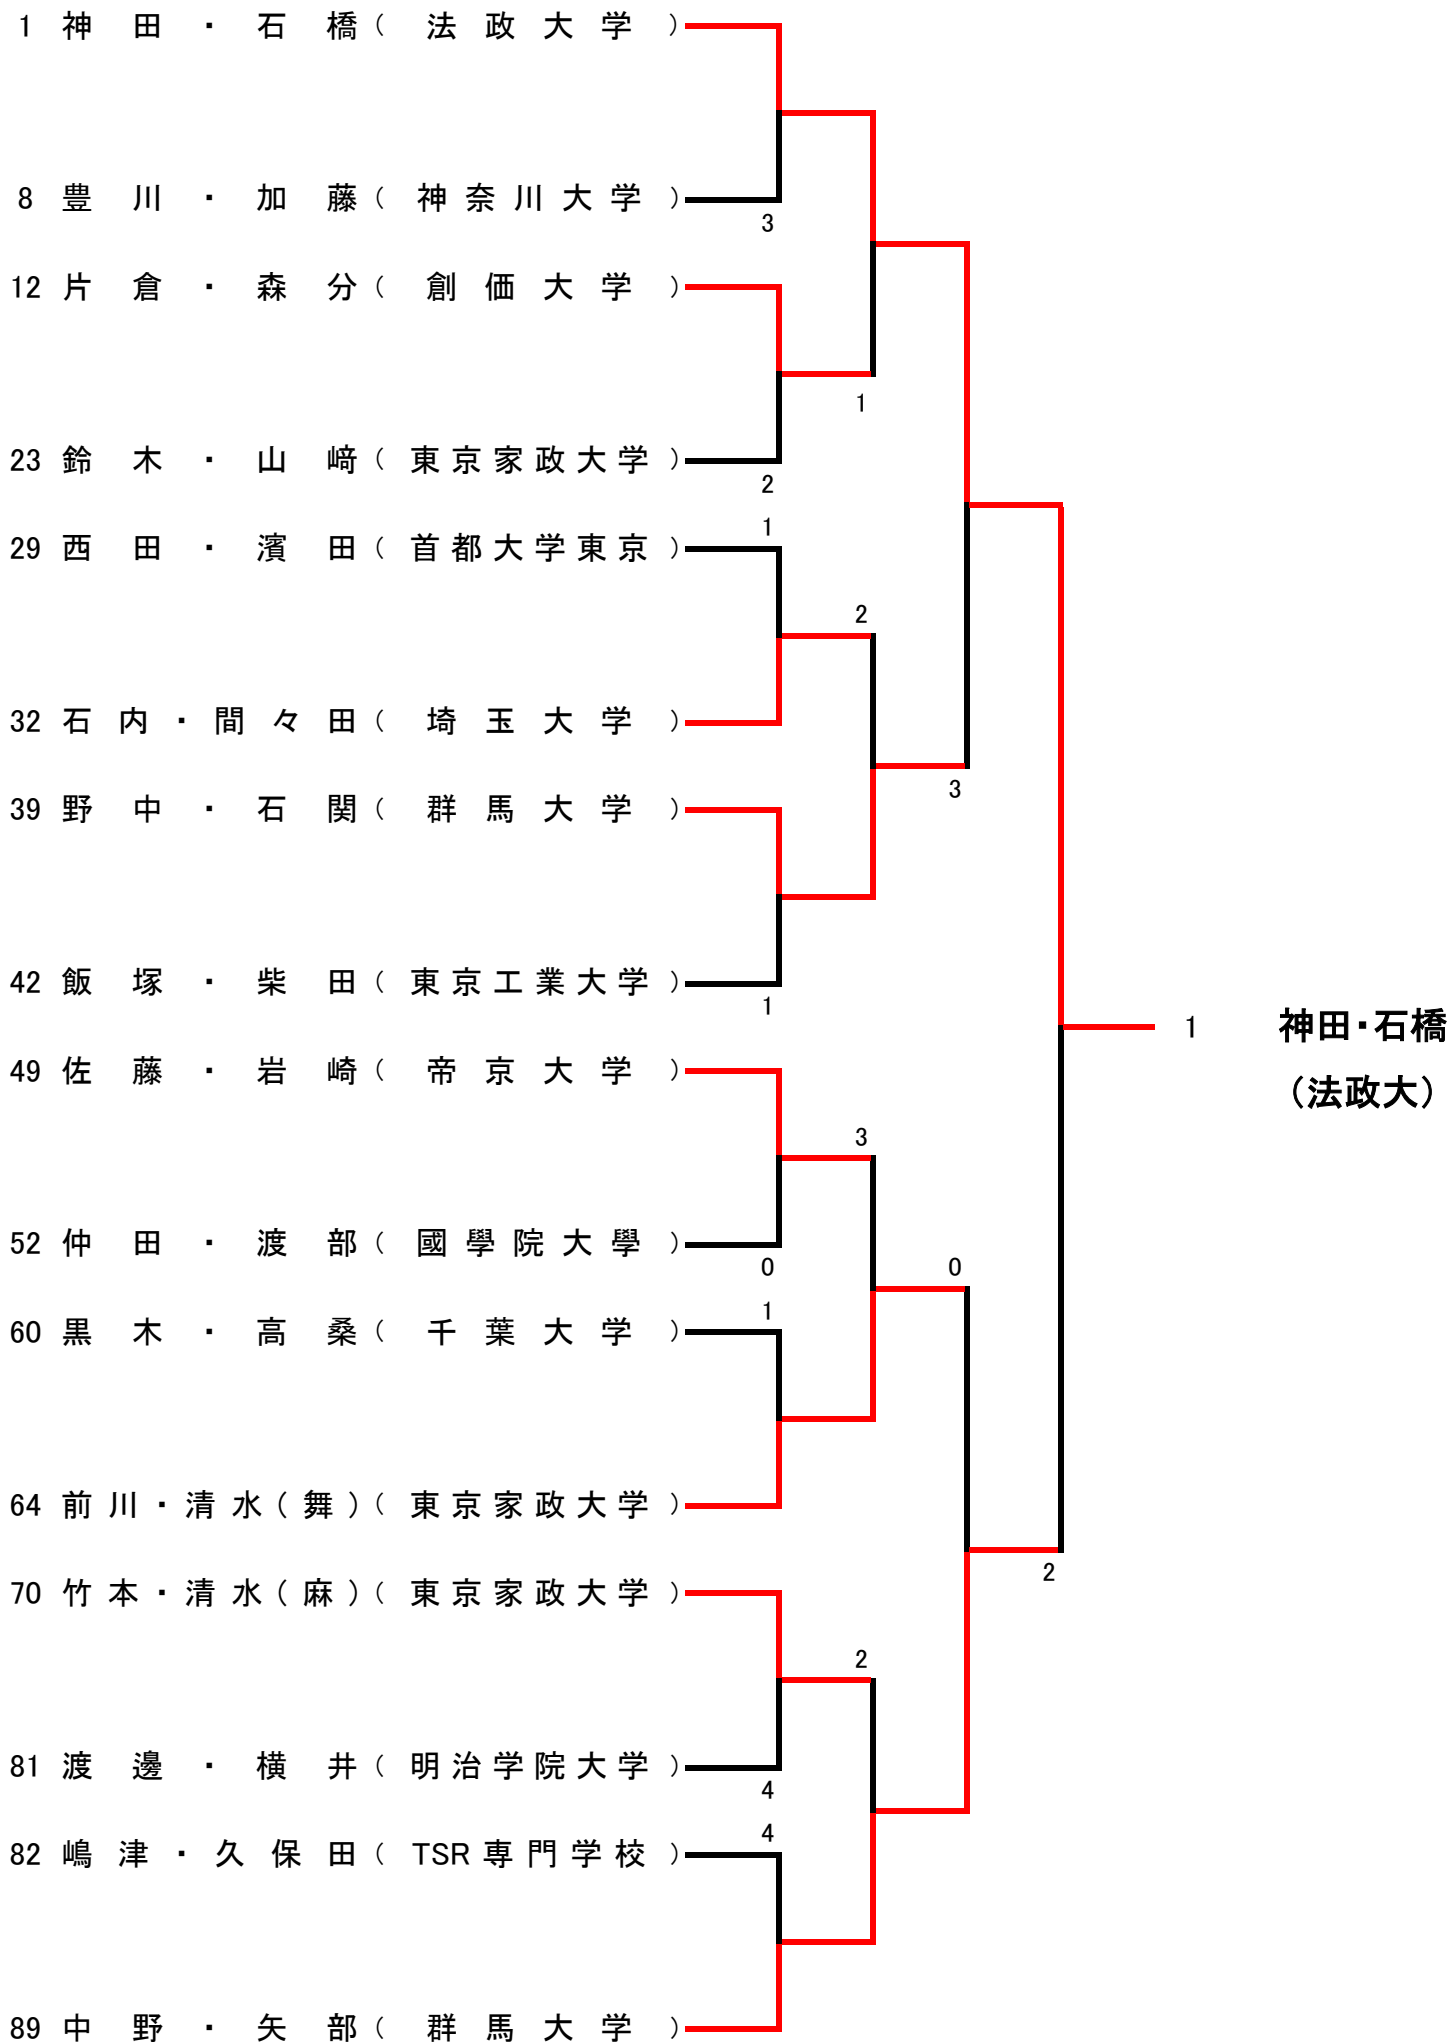 1 神田・石橋（法政大学）
8 豊川・加藤（神奈川大学）
3
12 片倉・森分（創価大学）
1
23 鈴木・山﨑（東京家政大学）
2
1
29 西田・濱田（首都大学東京）
2
32 石内・間々田（埼玉大学）
3
39 野中・石関（群馬大学）
42 飯塚・柴田（東京工業大学）
1
1 神田・石橋
（法政大）
49 佐藤・岩崎（帝京大学）
3
52 仲田・渡部（國學院大學）
0
0
1
60 黒木・高桑（千葉大学）
64 前川・清水(舞)（東京家政大学）
2
70 竹本・清水(麻)（東京家政大学）
2
81 渡邊・横井（明治学院大学）
4
4
82 嶋津・久保田（TSR専門学校）
89 中野・矢部（群馬大学）